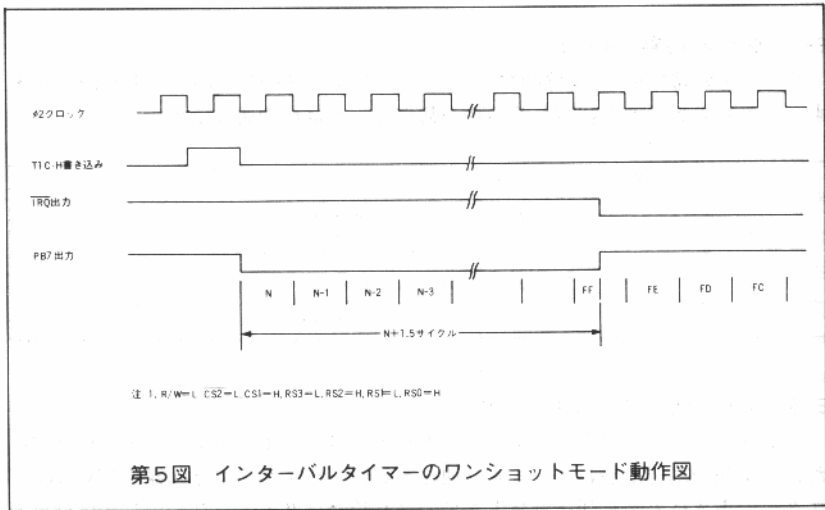 φ2クロック
T1C-H書き込み
IRQ出力
PB7出力
N N-1 N-2 N-3 FF FE FD FC
N+1.5サイクル
注 1. R/W=L, CS2=L, CS1=H, RS3=L, RS2=H, RS1=L, RS0=H
第5図 インターバルタイマーのワンショットモード動作図